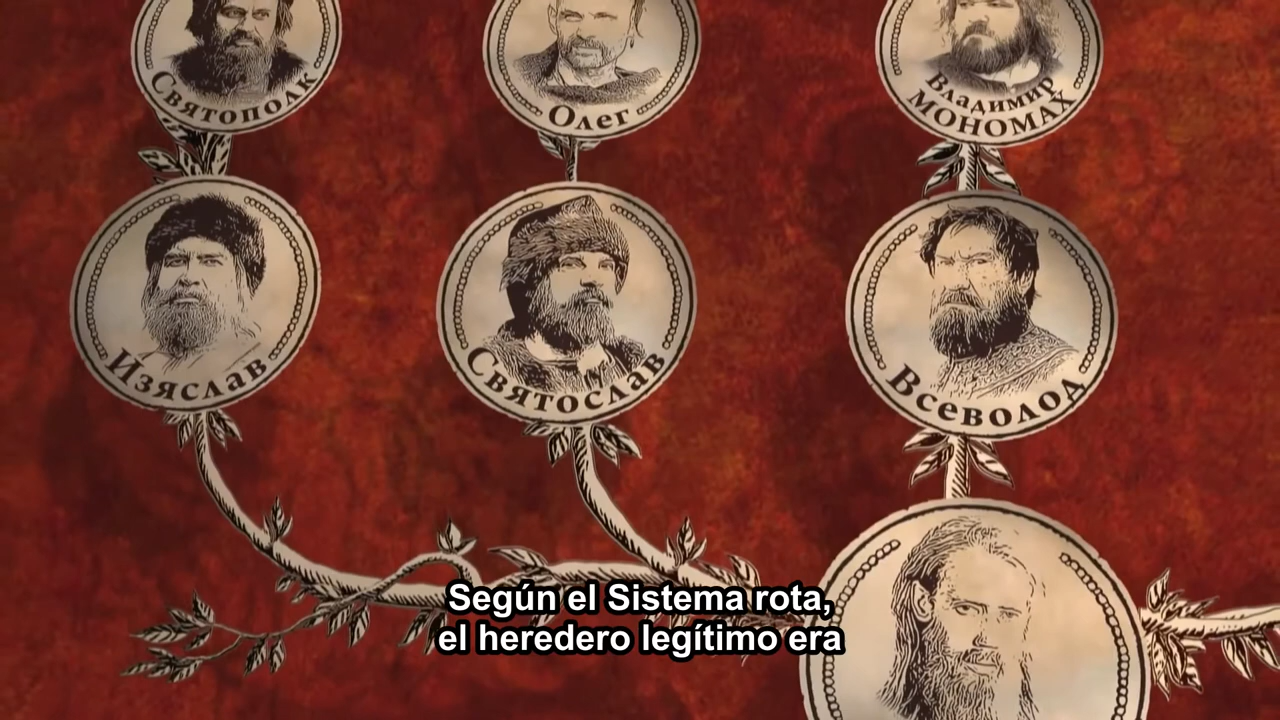 Святополк
Олег
Владимир
МОНОМАХ
Изяслав
Святослав
Всеволод
Según el Sistema rota,
el heredero legítimo era